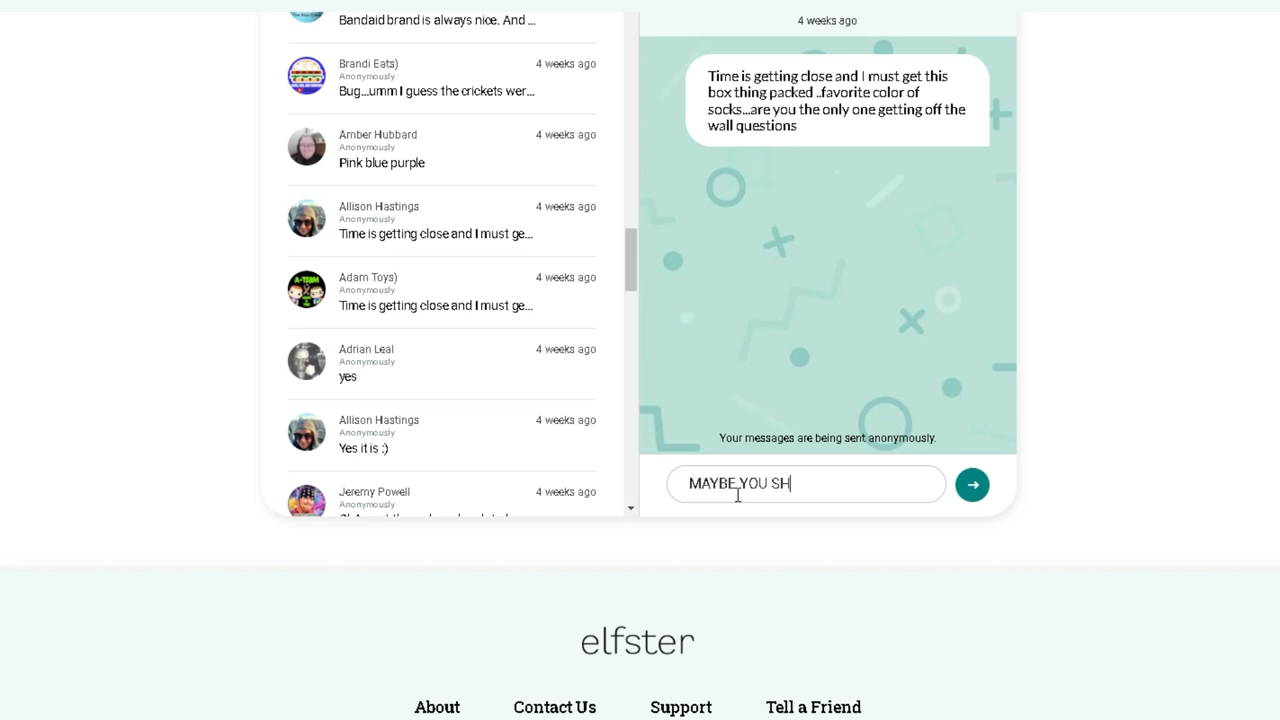 Bandaid brand is always nice. And ...
Brandi Eats)
4 weeks ago
Anonymously
Bug...umm I guess the crickets wer...
Amber Hubbard
4 weeks ago
Anonymously
Pink blue purple
Allison Hastings
4 weeks ago
Anonymously
Time is getting close and I must ge...
Adam Toys)
4 weeks ago
Anonymously
Time is getting close and I must ge...
Adrian Leal
4 weeks ago
Anonymously
yes
Allison Hastings
4 weeks ago
Anonymously
Yes it is :)
Jeremy Powell
4 weeks ago
Anonymously
4 weeks ago
Time is getting close and I must get this
box thing packed ..favorite color of
socks...are you the only one getting off the
wall questions
Your messages are being sent anonymously.
MAYBE YOU SH
elfster
About
Contact Us
Support
Tell a Friend